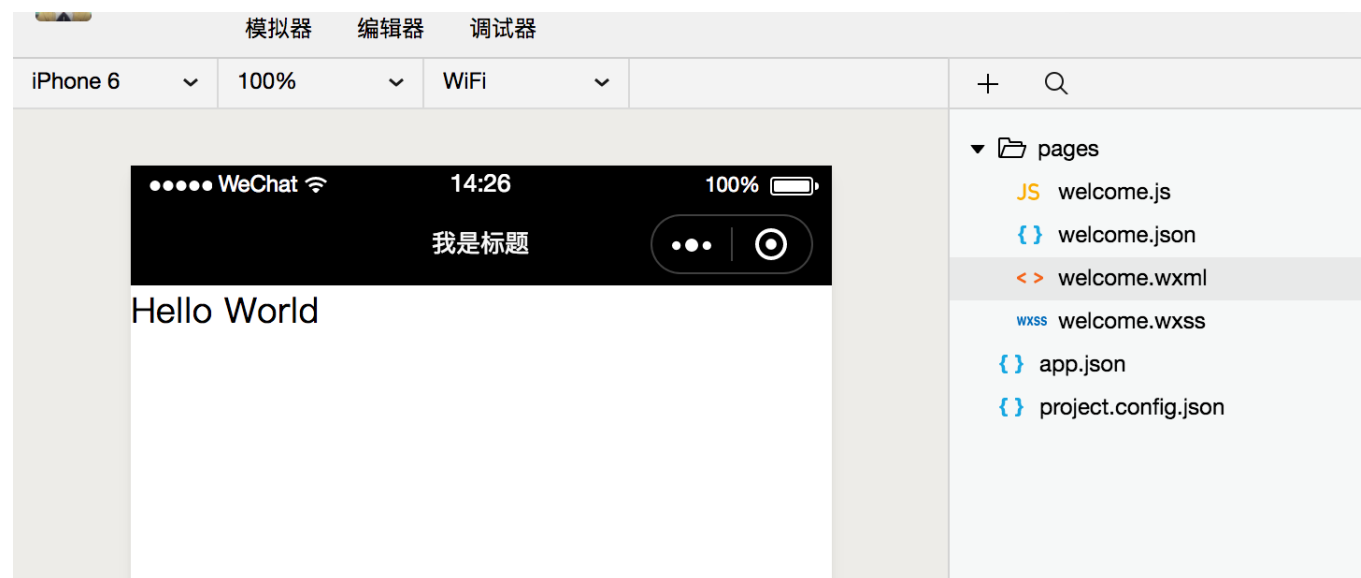 模拟器 编辑器 调试器
iPhone 6 100% WiFi
WeChat 14:26 100%
我是标题
Hello World
pages
JS welcome.js
{ } welcome.json
< > welcome.wxml
wxss welcome.wxss
{ } app.json
{ } project.config.json